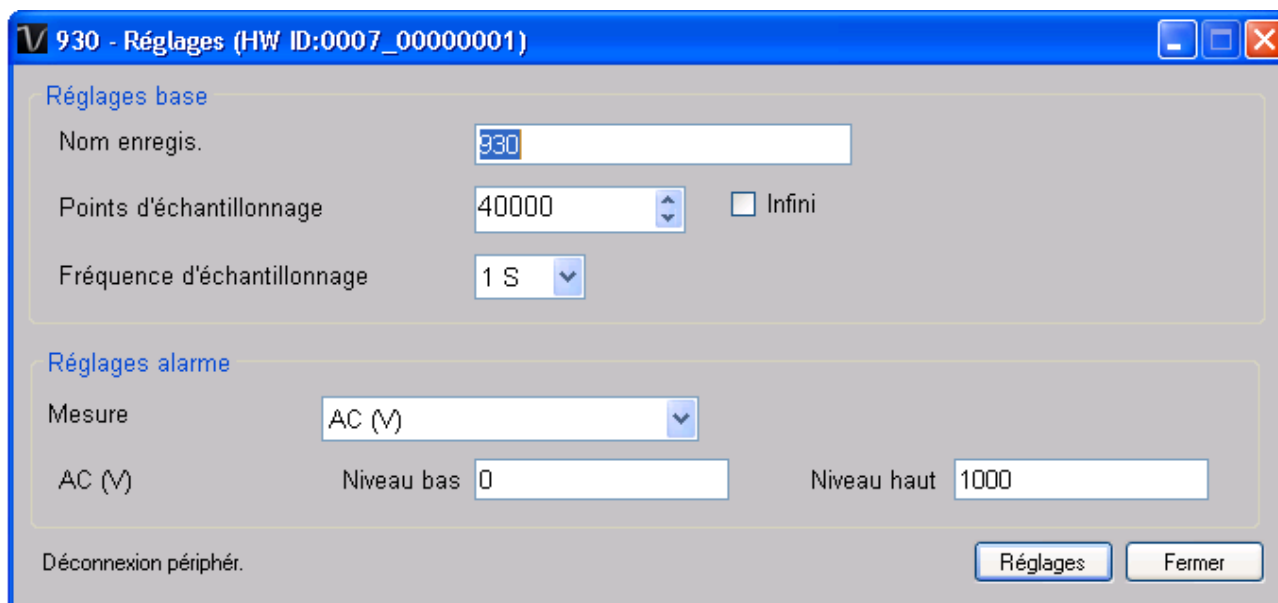 930 - Réglages (HW ID:0007_00000001)
Réglages base
Nom enregis. 930
Points d'échantillonnage 40000 Infini
Fréquence d'échantillonnage 1 S
Réglages alarme
Mesure AC (V)
AC (V) Niveau bas 0 Niveau haut 1000
Déconnexion périphér. Réglages Fermer